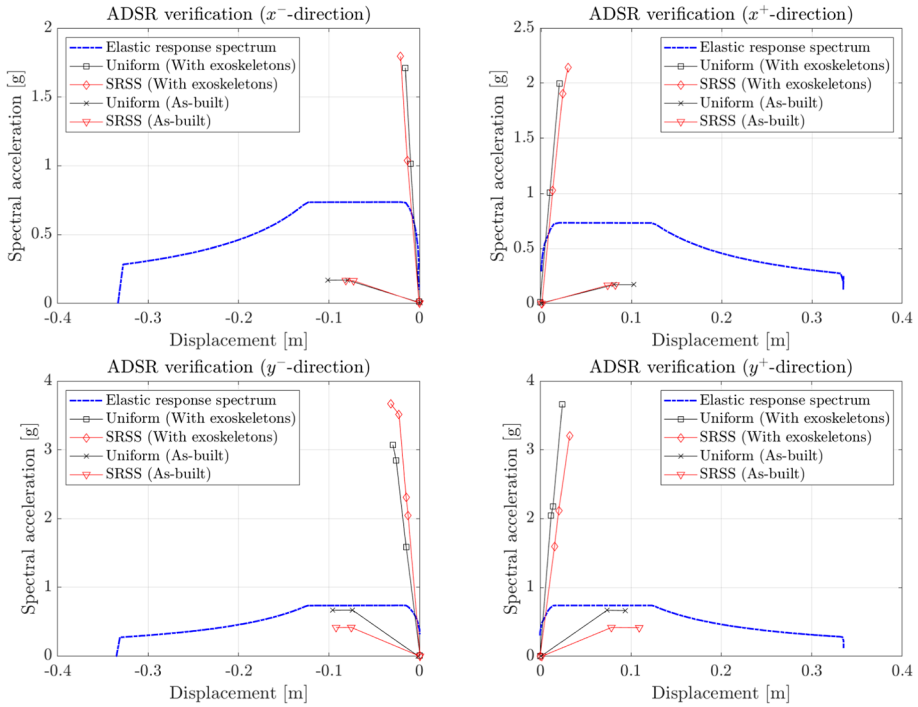 ADSR verification (x⁻-direction)
Spectral acceleration [g]
2
1.5
1
0.5
0
Elastic response spectrum
Uniform (With exoskeletons)
SRSS (With exoskeletons)
Uniform (As-built)
SRSS (As-built)
-0.4 -0.3 -0.2 -0.1 0
Displacement [m]
ADSR verification (x⁺-direction)
Spectral acceleration [g]
2.5
2
1.5
1
0.5
0
Elastic response spectrum
Uniform (With exoskeletons)
SRSS (With exoskeletons)
Uniform (As-built)
SRSS (As-built)
0 0.1 0.2 0.3 0.4
Displacement [m]
ADSR verification (y⁻-direction)
Spectral acceleration [g]
4
3
2
1
0
Elastic response spectrum
Uniform (With exoskeletons)
SRSS (With exoskeletons)
Uniform (As-built)
SRSS (As-built)
-0.4 -0.3 -0.2 -0.1 0
Displacement [m]
ADSR verification (y⁺-direction)
Spectral acceleration [g]
4
3
2
1
0
Elastic response spectrum
Uniform (With exoskeletons)
SRSS (With exoskeletons)
Uniform (As-built)
SRSS (As-built)
0 0.1 0.2 0.3 0.4
Displacement [m]